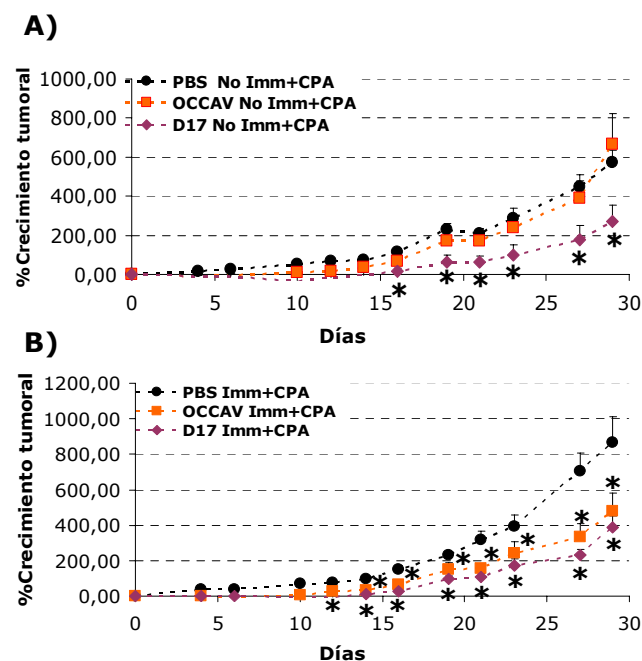 A)
%Crecimiento tumoral
1000,00
800,00
600,00
400,00
200,00
0,00
PBS No Imm+CPA
OCCAV No Imm+CPA
D17 No Imm+CPA
* * * * * *
0 5 10 15 20 25 30
Días
B)
%Crecimiento tumoral
1200,00
1000,00
800,00
600,00
400,00
200,00
0,00
PBS Imm+CPA
OCCAV Imm+CPA
D17 Imm+CPA
* * * * * * *
* * * * * * * *
0 5 10 15 20 25 30
Días